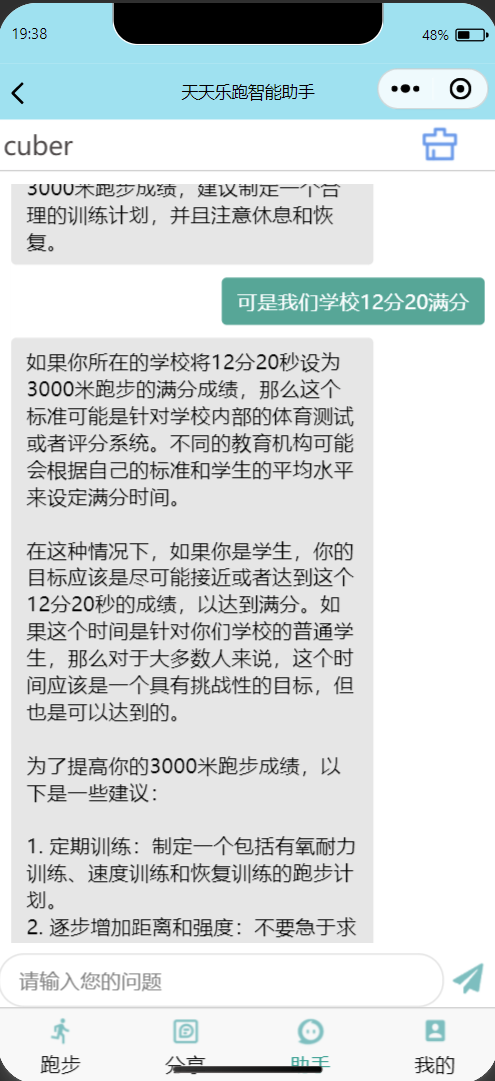 19:38
48%
天天乐跑智能助手
cuber
3000米跑步成绩，建议制定一个合
理的训练计划，并且注意休息和恢
复。
可是我们学校12分20满分
如果你所在的学校将12分20秒设为
3000米跑步的满分成绩，那么这个
标准可能是针对学校内部的体育测试
或者评分系统。不同的教育机构可能
会根据自己的标准和学生的平均水平
来设定满分时间。
在这种情况下，如果你是学生，你的
目标应该是尽可能接近或者达到这个
12分20秒的成绩，以达到满分。如
果这个时间是针对你们学校的普通学
生，那么对于大多数人来说，这个时
间应该是一个具有挑战性的目标，但
也是可以达到的。
为了提高你的3000米跑步成绩，以
下是一些建议：
1. 定期训练：制定一个包括有氧耐力
训练、速度训练和恢复训练的跑步计
划。
2. 逐步增加距离和强度：不要急于求
请输入您的问题
跑步
分享
助手
我的